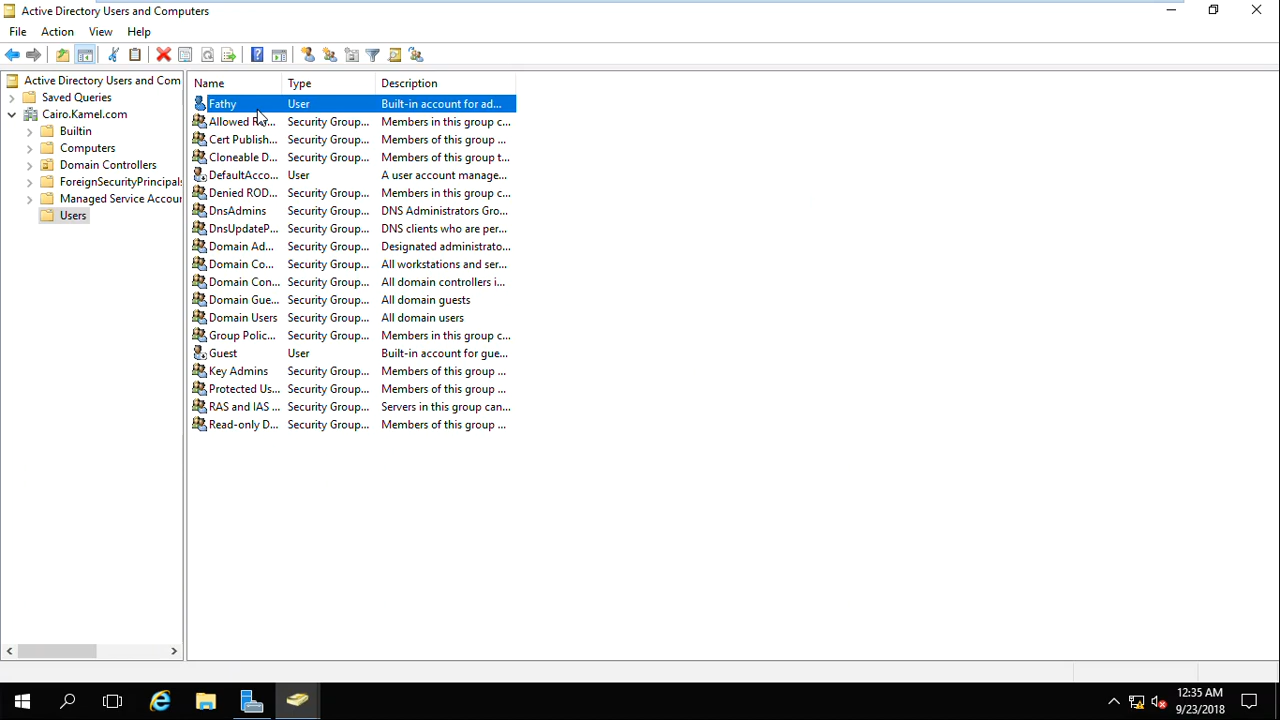 Active Directory Users and Computers
File Action View Help
Active Directory Users and Com
Saved Queries
Cairo.Kamel.com
Builtin
Computers
Domain Controllers
ForeignSecurityPrincipals
Managed Service Accour
Users
Name Type Description
Fathy User Built-in account for ad...
Allowed R... Security Group... Members in this group c...
Cert Publish... Security Group... Members of this group ...
Cloneable D... Security Group... Members of this group t...
DefaultAcco... User A user account manage...
Denied ROD... Security Group... Members in this group c...
DnsAdmins Security Group... DNS Administrators Gro...
DnsUpdateP... Security Group... DNS clients who are per...
Domain Ad... Security Group... Designated administrato...
Domain Co... Security Group... All workstations and ser...
Domain Con... Security Group... All domain controllers i...
Domain Gue... Security Group... All domain guests
Domain Users Security Group... All domain users
Group Polic... Security Group... Members in this group c...
Guest User Built-in account for gue...
Key Admins Security Group... Members of this group ...
Protected Us... Security Group... Members of this group ...
RAS and IAS ... Security Group... Servers in this group can...
Read-only D... Security Group... Members of this group ...
12:35 AM
9/23/2018